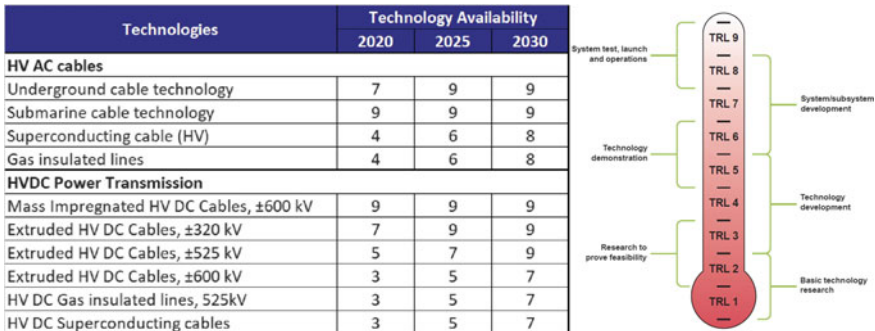 Technologies Technology Availability
2020 2025 2030
HV AC cables
Underground cable technology 7 9 9
Submarine cable technology 9 9 9
Superconducting cable (HV) 4 6 8
Gas insulated lines 4 6 8
HVDC Power Transmission
Mass Impregnated HV DC Cables, ±600 kV 9 9 9
Extruded HV DC Cables, ±320 kV 7 9 9
Extruded HV DC Cables, ±525 kV 5 7 9
Extruded HV DC Cables, ±600 kV 3 5 7
HV DC Gas insulated lines, 525kV 3 5 7
HV DC Superconducting cables 3 5 7
System test, launch
and operations
Technology
demonstration
Research to
prove feasibility
TRL 9
TRL 8
TRL 7
TRL 6
TRL 5
TRL 4
TRL 3
TRL 2
TRL 1
System/subsystem
development
Technology
development
Basic technology
research